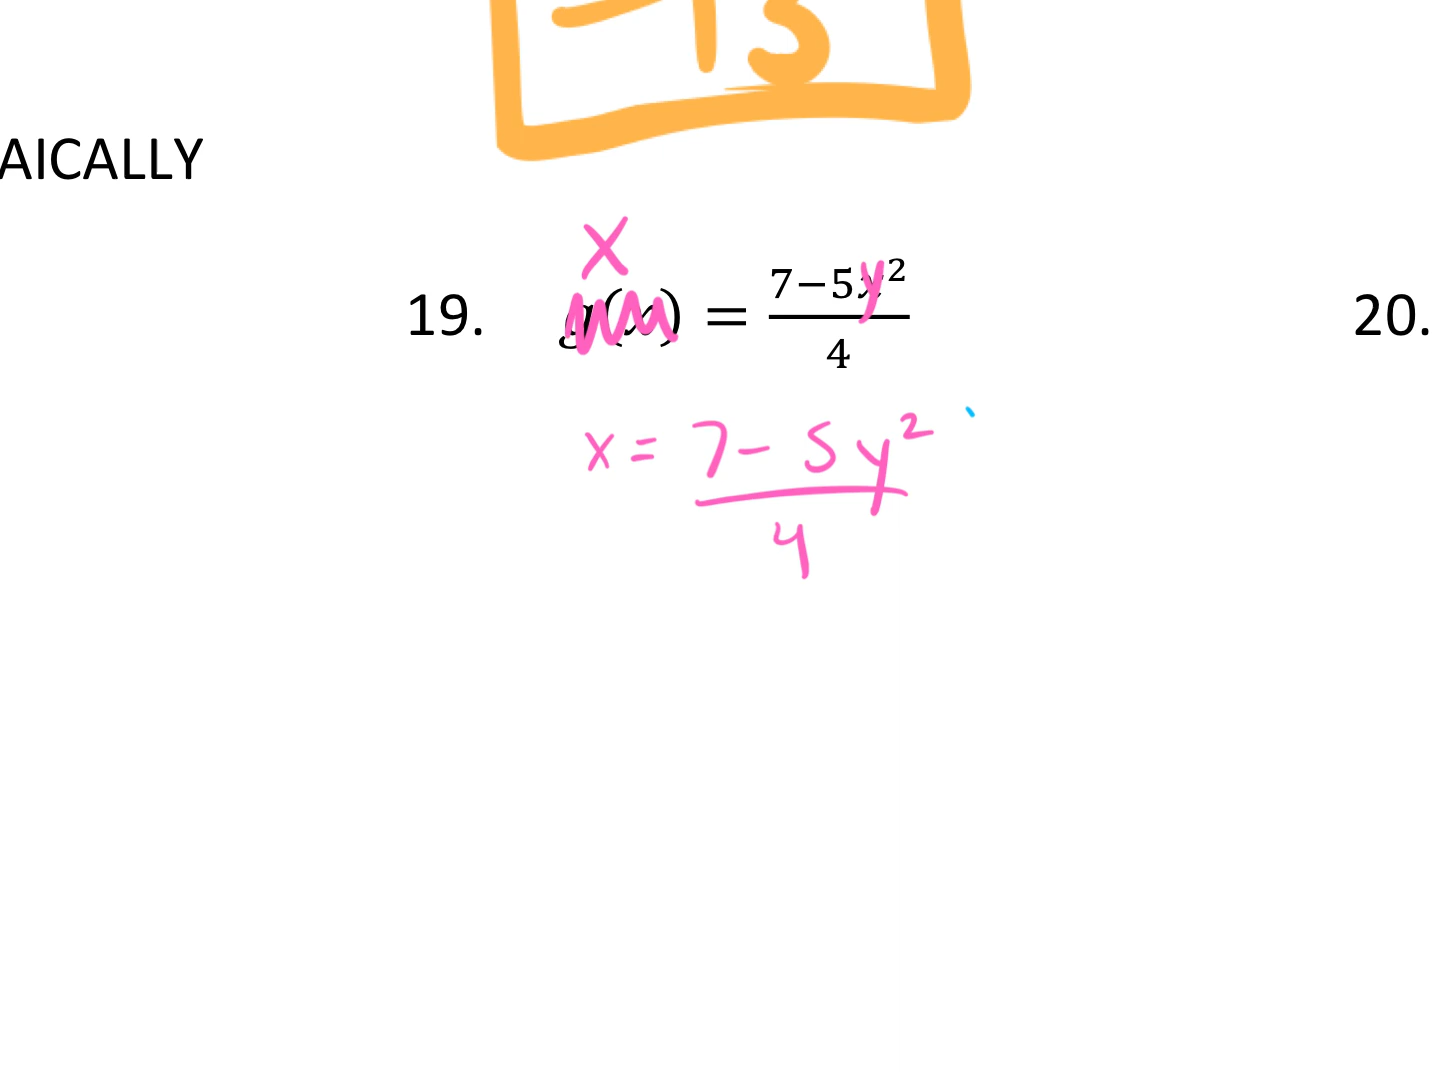 -13
AICALLY
x
19. g(x) = (7−5y²)/4
20.
x = (7 - 5y²)/4